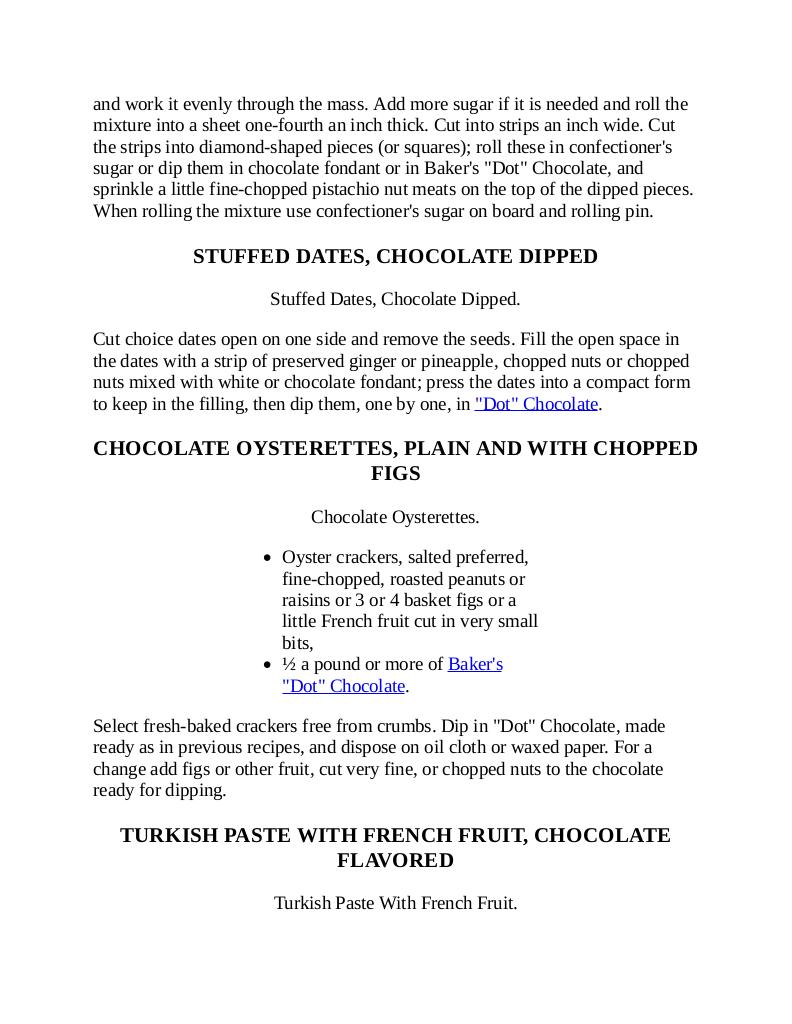 and work it evenly through the mass. Add more sugar if it is needed and roll the
mixture into a sheet one-fourth an inch thick. Cut into strips an inch wide. Cut
the strips into diamond-shaped pieces (or squares); roll these in confectioner's
sugar or dip them in chocolate fondant or in Baker's "Dot" Chocolate, and
sprinkle a little fine-chopped pistachio nut meats on the top of the dipped pieces.
When rolling the mixture use confectioner's sugar on board and rolling pin.
STUFFED DATES, CHOCOLATE DIPPED
Stuffed Dates, Chocolate Dipped.
Cut choice dates open on one side and remove the seeds. Fill the open space in
the dates with a strip of preserved ginger or pineapple, chopped nuts or chopped
nuts mixed with white or chocolate fondant; press the dates into a compact form
to keep in the filling, then dip them, one by one, in "Dot" Chocolate.
CHOCOLATE OYSTERETTES, PLAIN AND WITH CHOPPED
FIGS
Chocolate Oysterettes.
• Oyster crackers, salted preferred,
fine-chopped, roasted peanuts or
raisins or 3 or 4 basket figs or a
little French fruit cut in very small
bits,
• ½ a pound or more of Baker's
"Dot" Chocolate.
Select fresh-baked crackers free from crumbs. Dip in "Dot" Chocolate, made
ready as in previous recipes, and dispose on oil cloth or waxed paper. For a
change add figs or other fruit, cut very fine, or chopped nuts to the chocolate
ready for dipping.
TURKISH PASTE WITH FRENCH FRUIT, CHOCOLATE
FLAVORED
Turkish Paste With French Fruit.